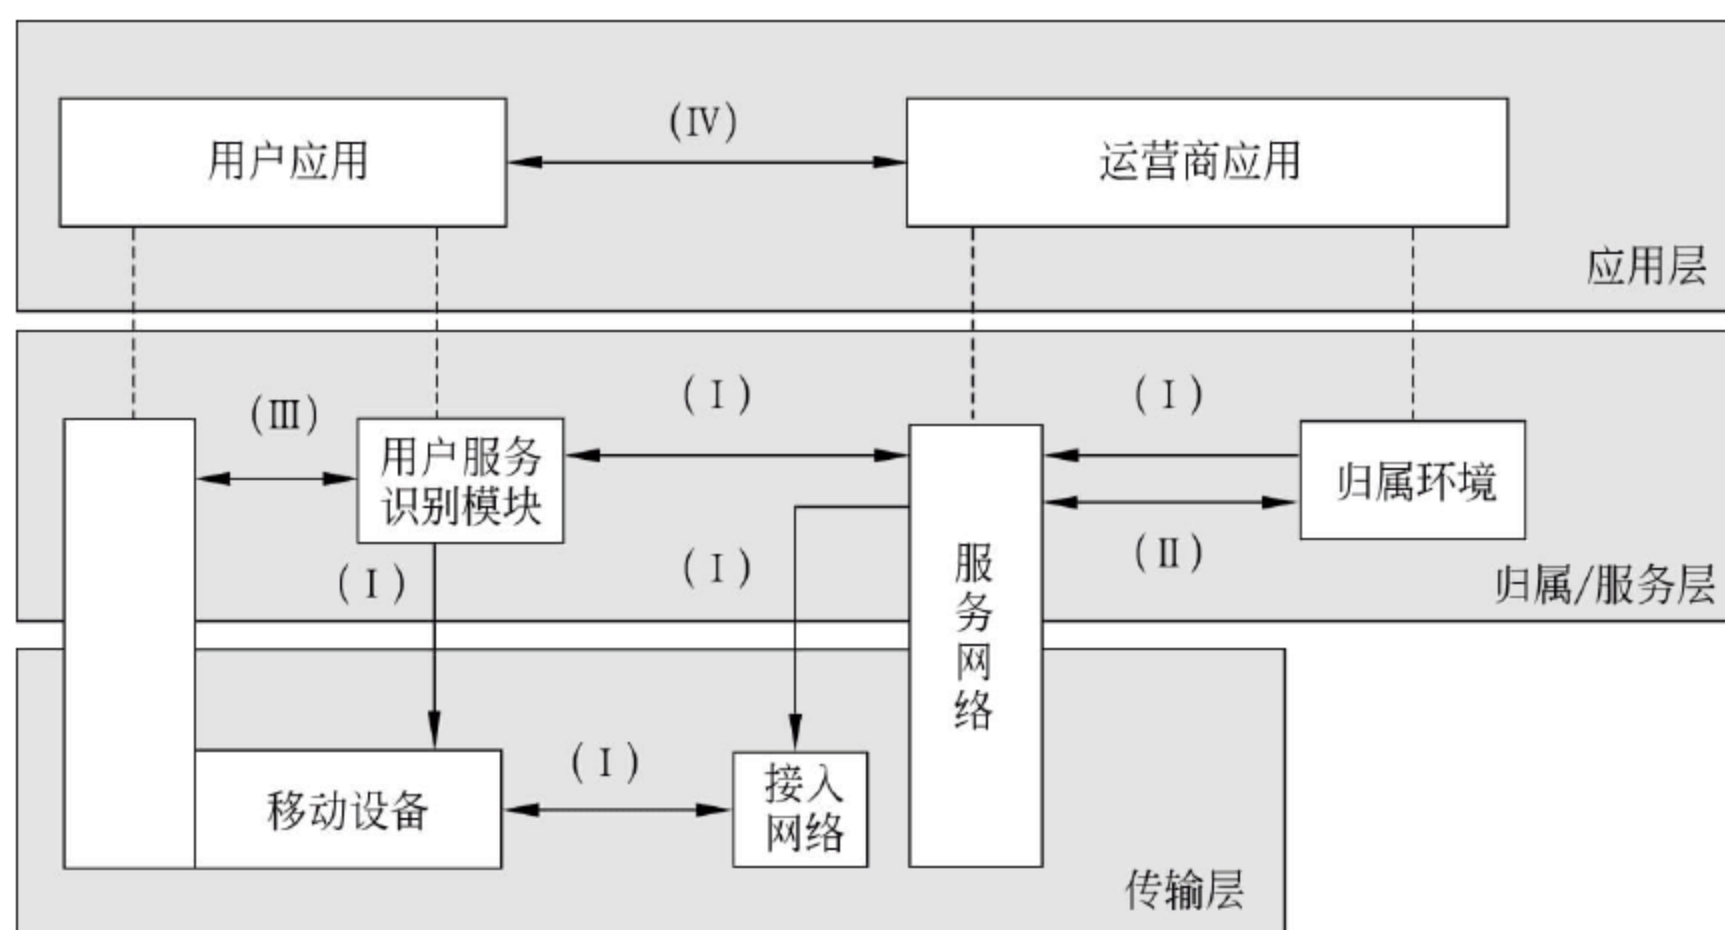 (Ⅳ)
用户应用
运营商应用
应用层
(Ⅲ)
(Ⅰ)
(Ⅰ)
用户服务
识别模块
归属环境
(Ⅰ)
(Ⅰ)
(Ⅱ)
服
务
网
络
归属/服务层
(Ⅰ)
移动设备
接入
网络
传输层